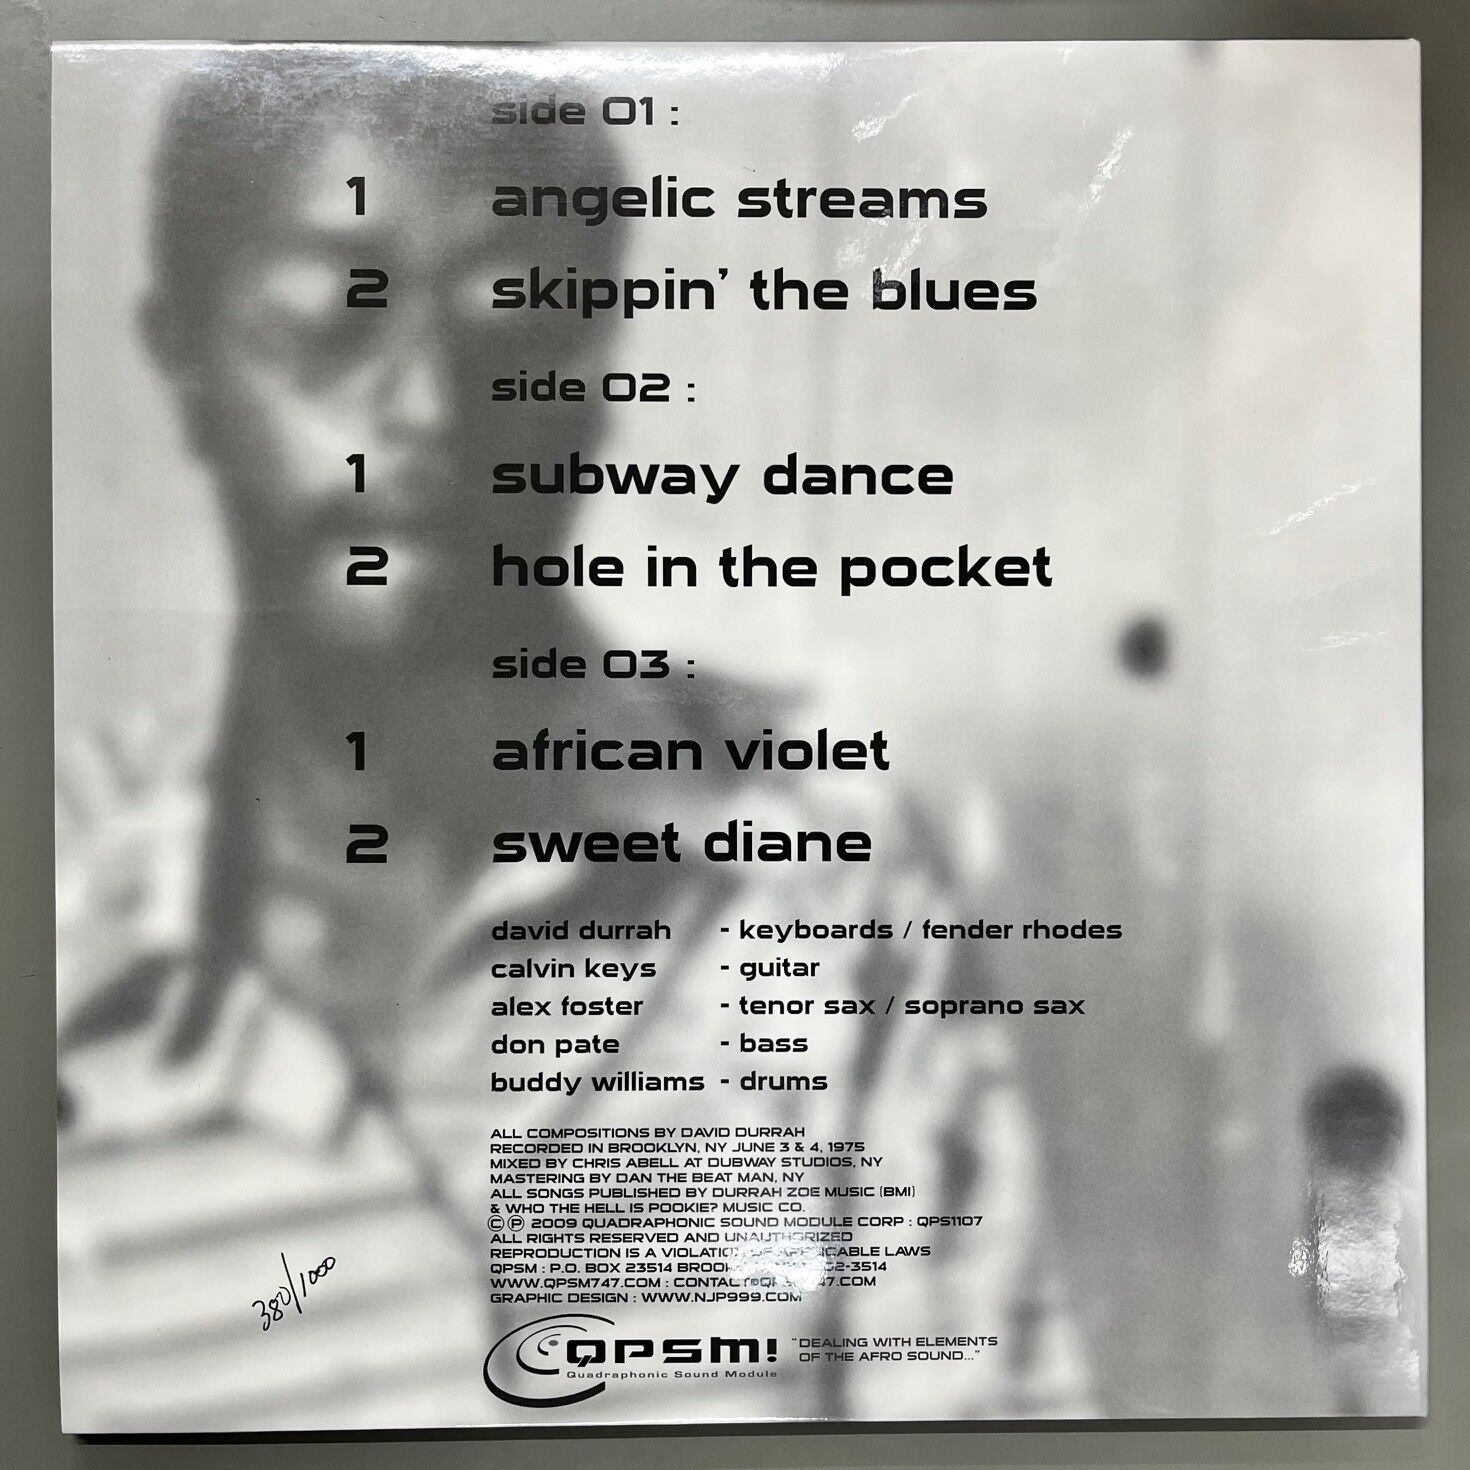 side 01 :
1 angelic streams
2 skippin' the blues
side 02 :
1 subway dance
2 hole in the pocket
side 03 :
1 african violet
2 sweet diane
david durrah - keyboards / fender rhodes
calvin keys - guitar
alex foster - tenor sax / soprano sax
don pate - bass
buddy williams - drums
ALL COMPOSITIONS BY DAVID DURRAH
RECORDED IN BROOKLYN, NY JUNE 3 & 4, 1975
MIXED BY CHRIS ABELL AT DUBWAY STUDIOS, NY
MASTERING BY DAN THE BEAT MAN, NY
ALL SONGS PUBLISHED BY DURRAH ZOE MUSIC (BMI)
& WHO THE HELL IS POOKIE? MUSIC CO.
© ℗ 2009 QUADRAPHONIC SOUND MODULE CORP : QPS1107
ALL RIGHTS RESERVED AND UNAUTHORIZED
REPRODUCTION IS A VIOLATION OF APPLICABLE LAWS
QPSM : P.O. BOX 23514
WWW.QPSM747.COM : CONTACT@QPSM747.COM
GRAPHIC DESIGN : WWW.NJP999.COM
380/1000
QPSM!
Quadraphonic Sound Module
"DEALING WITH ELEMENTS
OF THE AFRO SOUND..."